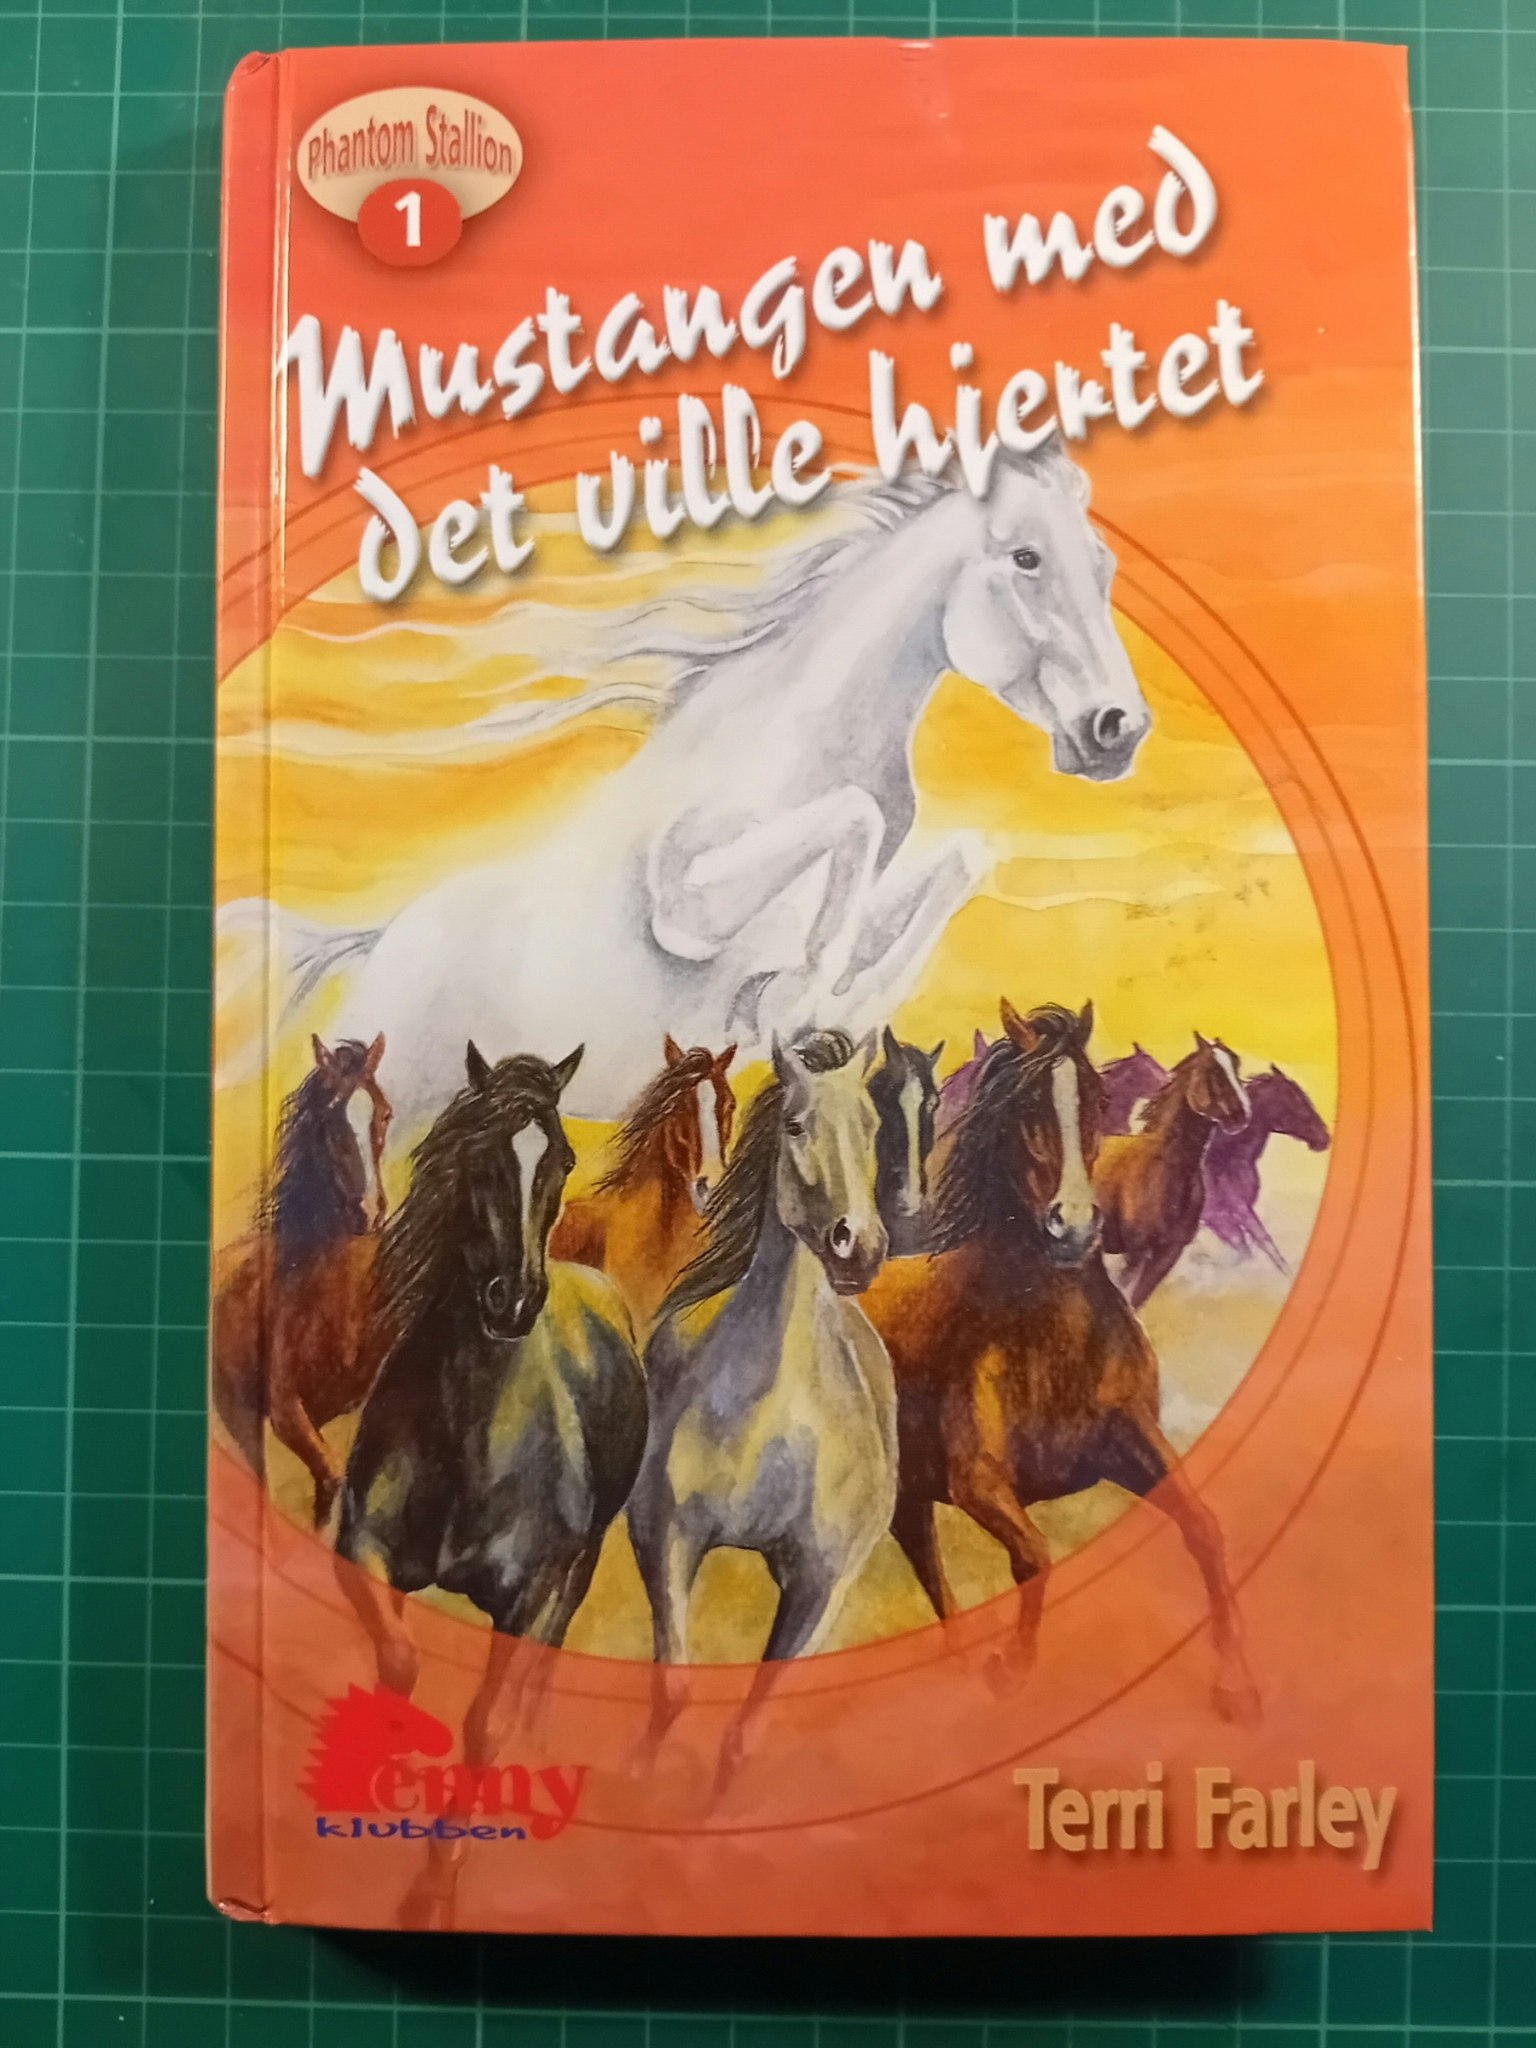 Phantom Stallion
1
Mustangen med
det ville hjertet
Penny
klubben
Terri Farley